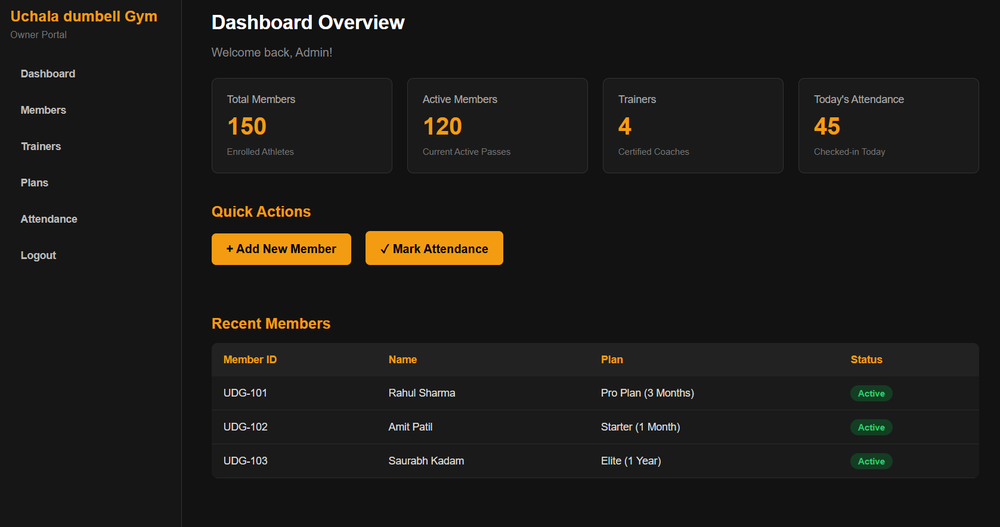 Uchala dumbell Gym
Owner Portal
Dashboard
Members
Trainers
Plans
Attendance
Logout
Dashboard Overview
Welcome back, Admin!
Total Members
150
Enrolled Athletes
Active Members
120
Current Active Passes
Trainers
4
Certified Coaches
Today's Attendance
45
Checked-in Today
Quick Actions
+ Add New Member
✓ Mark Attendance
Recent Members
Member ID Name Plan Status
UDG-101 Rahul Sharma Pro Plan (3 Months) Active
UDG-102 Amit Patil Starter (1 Month) Active
UDG-103 Saurabh Kadam Elite (1 Year) Active